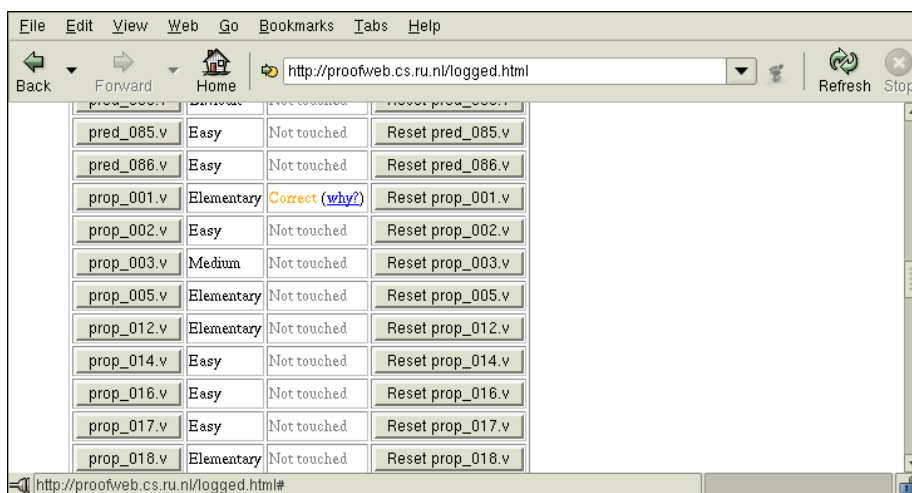 File Edit View Web Go Bookmarks Tabs Help
Back Forward Home http://proofweb.cs.ru.nl/logged.html Refresh Stop
pred_085.v Easy Not touched Reset pred_085.v
pred_086.v Easy Not touched Reset pred_086.v
prop_001.v Elementary Correct (why?) Reset prop_001.v
prop_002.v Easy Not touched Reset prop_002.v
prop_003.v Medium Not touched Reset prop_003.v
prop_005.v Elementary Not touched Reset prop_005.v
prop_012.v Elementary Not touched Reset prop_012.v
prop_014.v Easy Not touched Reset prop_014.v
prop_016.v Easy Not touched Reset prop_016.v
prop_017.v Easy Not touched Reset prop_017.v
prop_018.v Elementary Not touched Reset prop_018.v
http://proofweb.cs.ru.nl/logged.html#